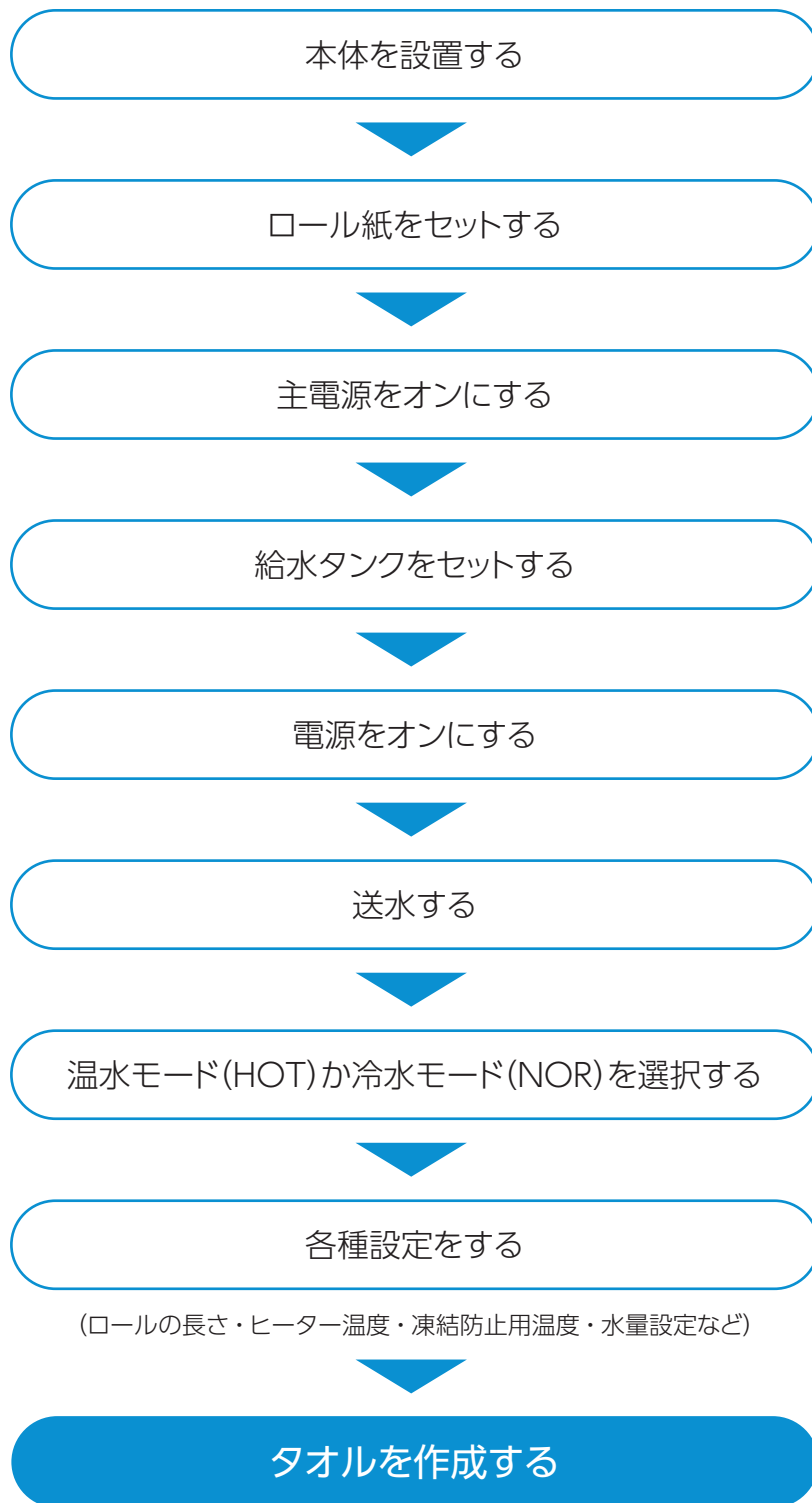 本体を設置する
ロール紙をセットする
主電源をオンにする
給水タンクをセットする
電源をオンにする
送水する
温水モード(HOT)か冷水モード(NOR)を選択する
各種設定をする
(ロールの長さ・ヒーター温度・凍結防止用温度・水量設定など)
タオルを作成する